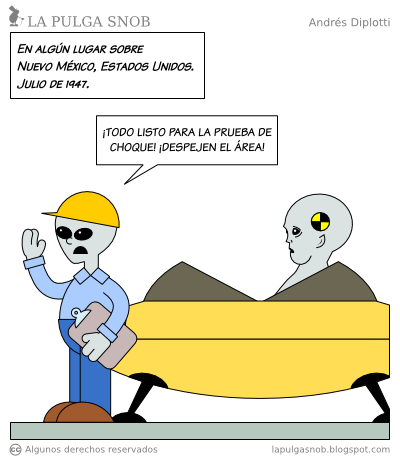 LA PULGA SNOB
Andrés Diplotti
EN ALGÚN LUGAR SOBRE
NUEVO MÉXICO, ESTADOS UNIDOS.
JULIO DE 1947.
¡TODO LISTO PARA LA PRUEBA DE
CHOQUE! ¡DESPEJEN EL ÁREA!
cc Algunos derechos reservados
lapulgasnob.blogspot.com